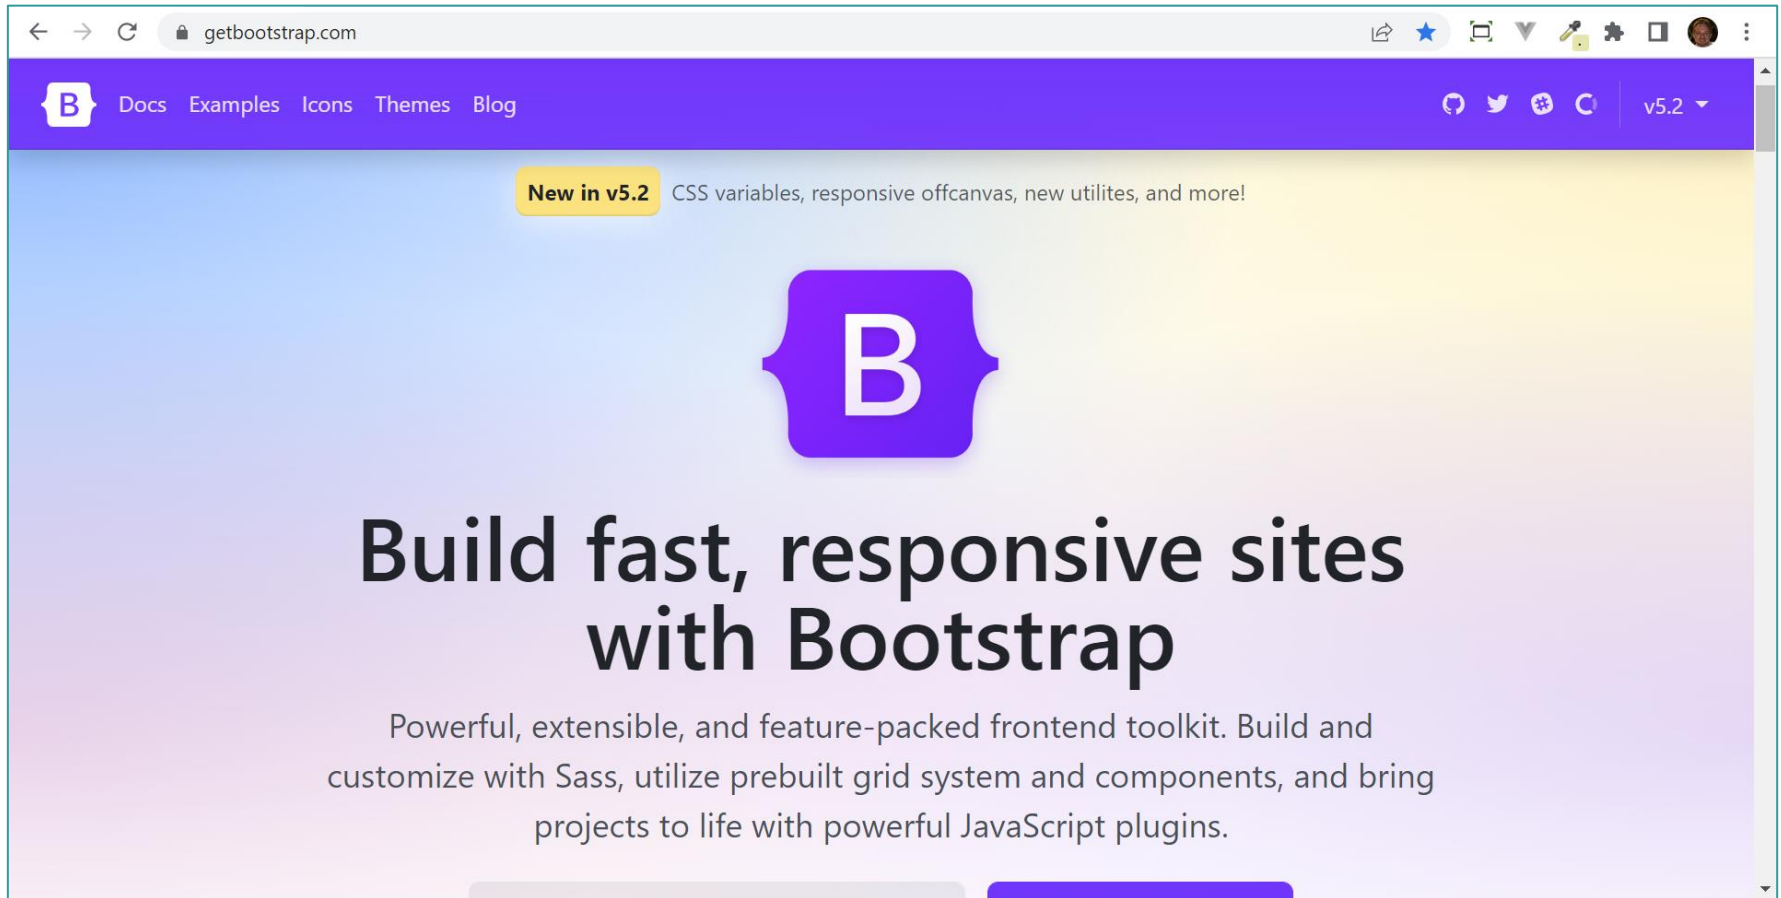 getbootstrap.com
B Docs Examples Icons Themes Blog v5.2
New in v5.2 CSS variables, responsive offcanvas, new utilites, and more!
B
Build fast, responsive sites
with Bootstrap
Powerful, extensible, and feature-packed frontend toolkit. Build and
customize with Sass, utilize prebuilt grid system and components, and bring
projects to life with powerful JavaScript plugins.